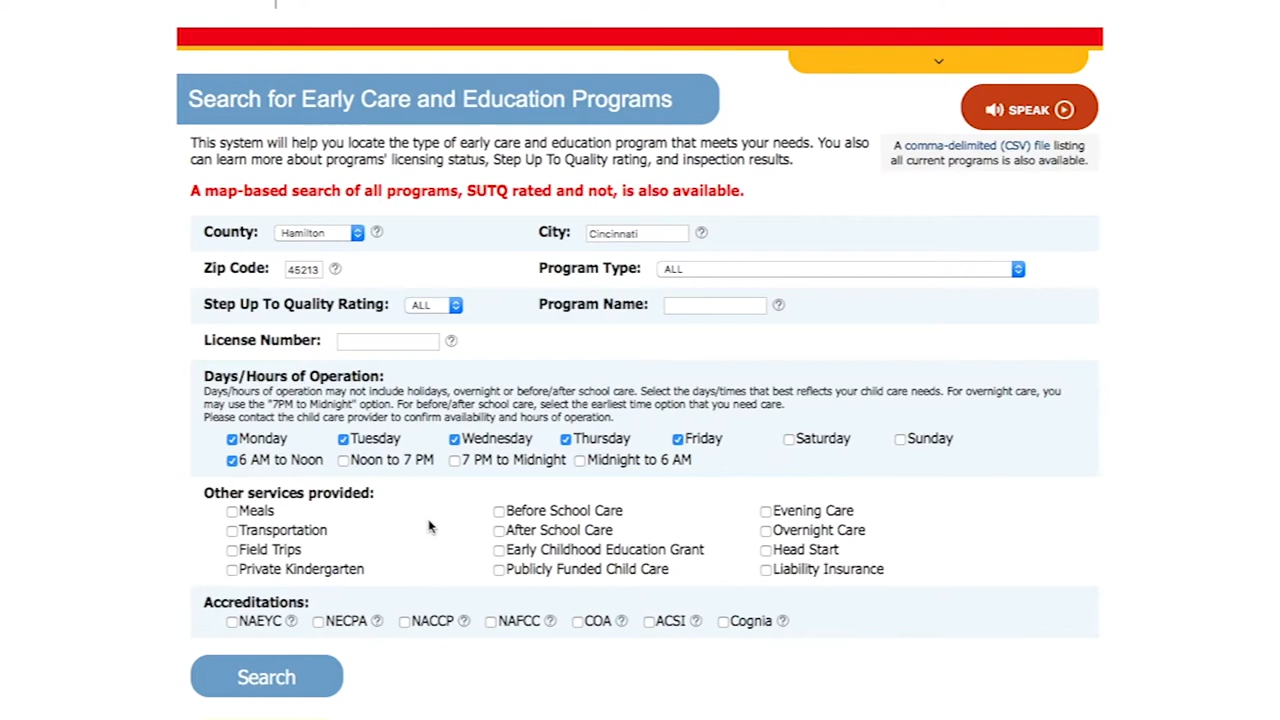 Search for Early Care and Education Programs
SPEAK
This system will help you locate the type of early care and education program that meets your needs. You also
can learn more about programs' licensing status, Step Up To Quality rating, and inspection results.
A comma-delimited (CSV) file listing
all current programs is also available.
A map-based search of all programs, SUTQ rated and not, is also available.
County: Hamilton ? City: Cincinnati ?
Zip Code: 45213 ? Program Type: ALL
Step Up To Quality Rating: ALL Program Name: ?
License Number: ?
Days/Hours of Operation:
Days/hours of operation may not include holidays, overnight or before/after school care. Select the days/times that best reflects your child care needs. For overnight care, you
may use the "7PM to Midnight" option. For before/after school care, select the earliest time option that you need care.
Please contact the child care provider to confirm availability and hours of operation.
Monday Tuesday Wednesday Thursday Friday Saturday Sunday
6 AM to Noon Noon to 7 PM 7 PM to Midnight Midnight to 6 AM
Other services provided:
Meals Before School Care Evening Care
Transportation After School Care Overnight Care
Field Trips Early Childhood Education Grant Head Start
Private Kindergarten Publicly Funded Child Care Liability Insurance
Accreditations:
NAEYC ? NECPA ? NACCP ? NAFCC ? COA ? ACSI ? Cognia ?
Search